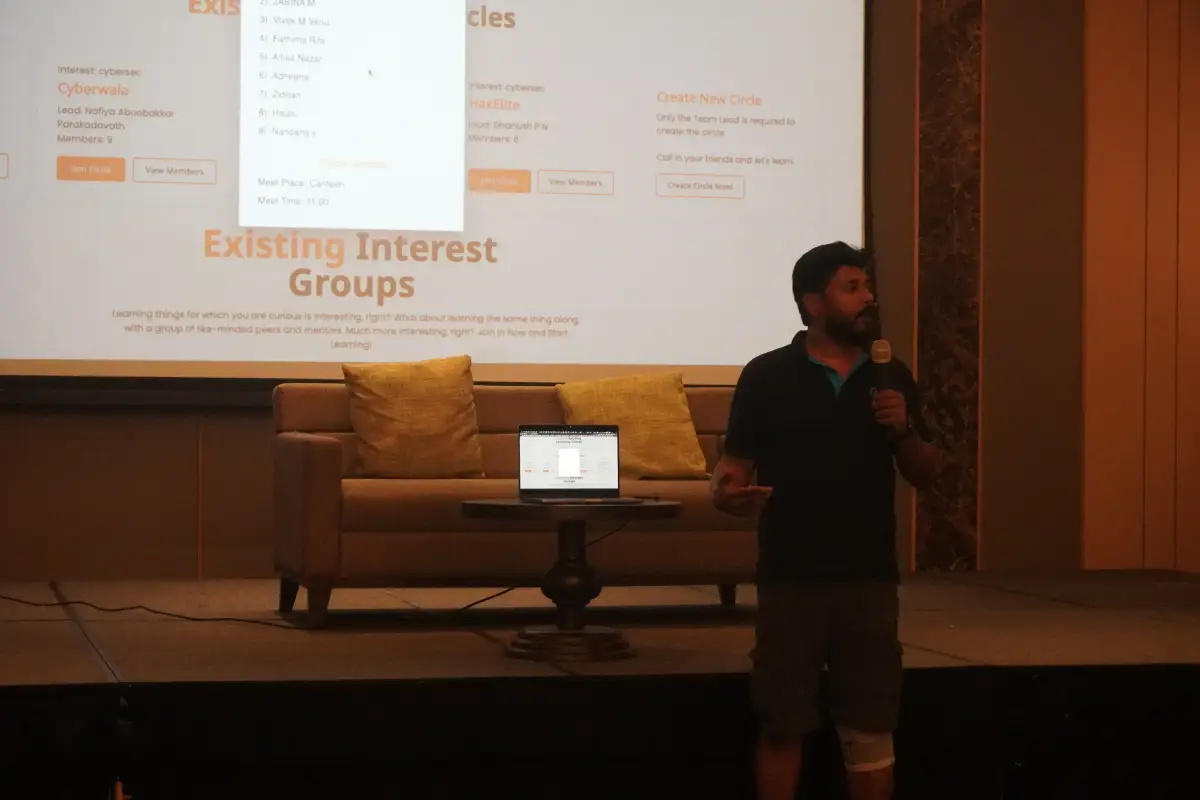 Exis
cles
2) JABINA M
3) Vivek M Venu
4) Fathima Rifa
5) Altaa Nazar
6) Adheena
7) Zidhan
9) Nandana v
Meet Place: Canteen
Meet Time: 11:00
Interest: cybersec
Cyberwala
Lead: Nafiya Aboobakkar
Parakadavath
Members: 9
Join Circle
View Members
Interest: cybersec
HaxElite
Lead: Dhanush P N
Members: 6
Join Circle
View Members
Create New Circle
Only the Team Lead is required to
create the circle
Call in your friends and let's learn.
Create Circle Now!
Existing Interest
Groups
Learning things for which you are curious is interesting, right? What about learning the same thing along
with a group of like-minded peers and mentors. Much more interesting, right? Join in Now and Start
Learning!